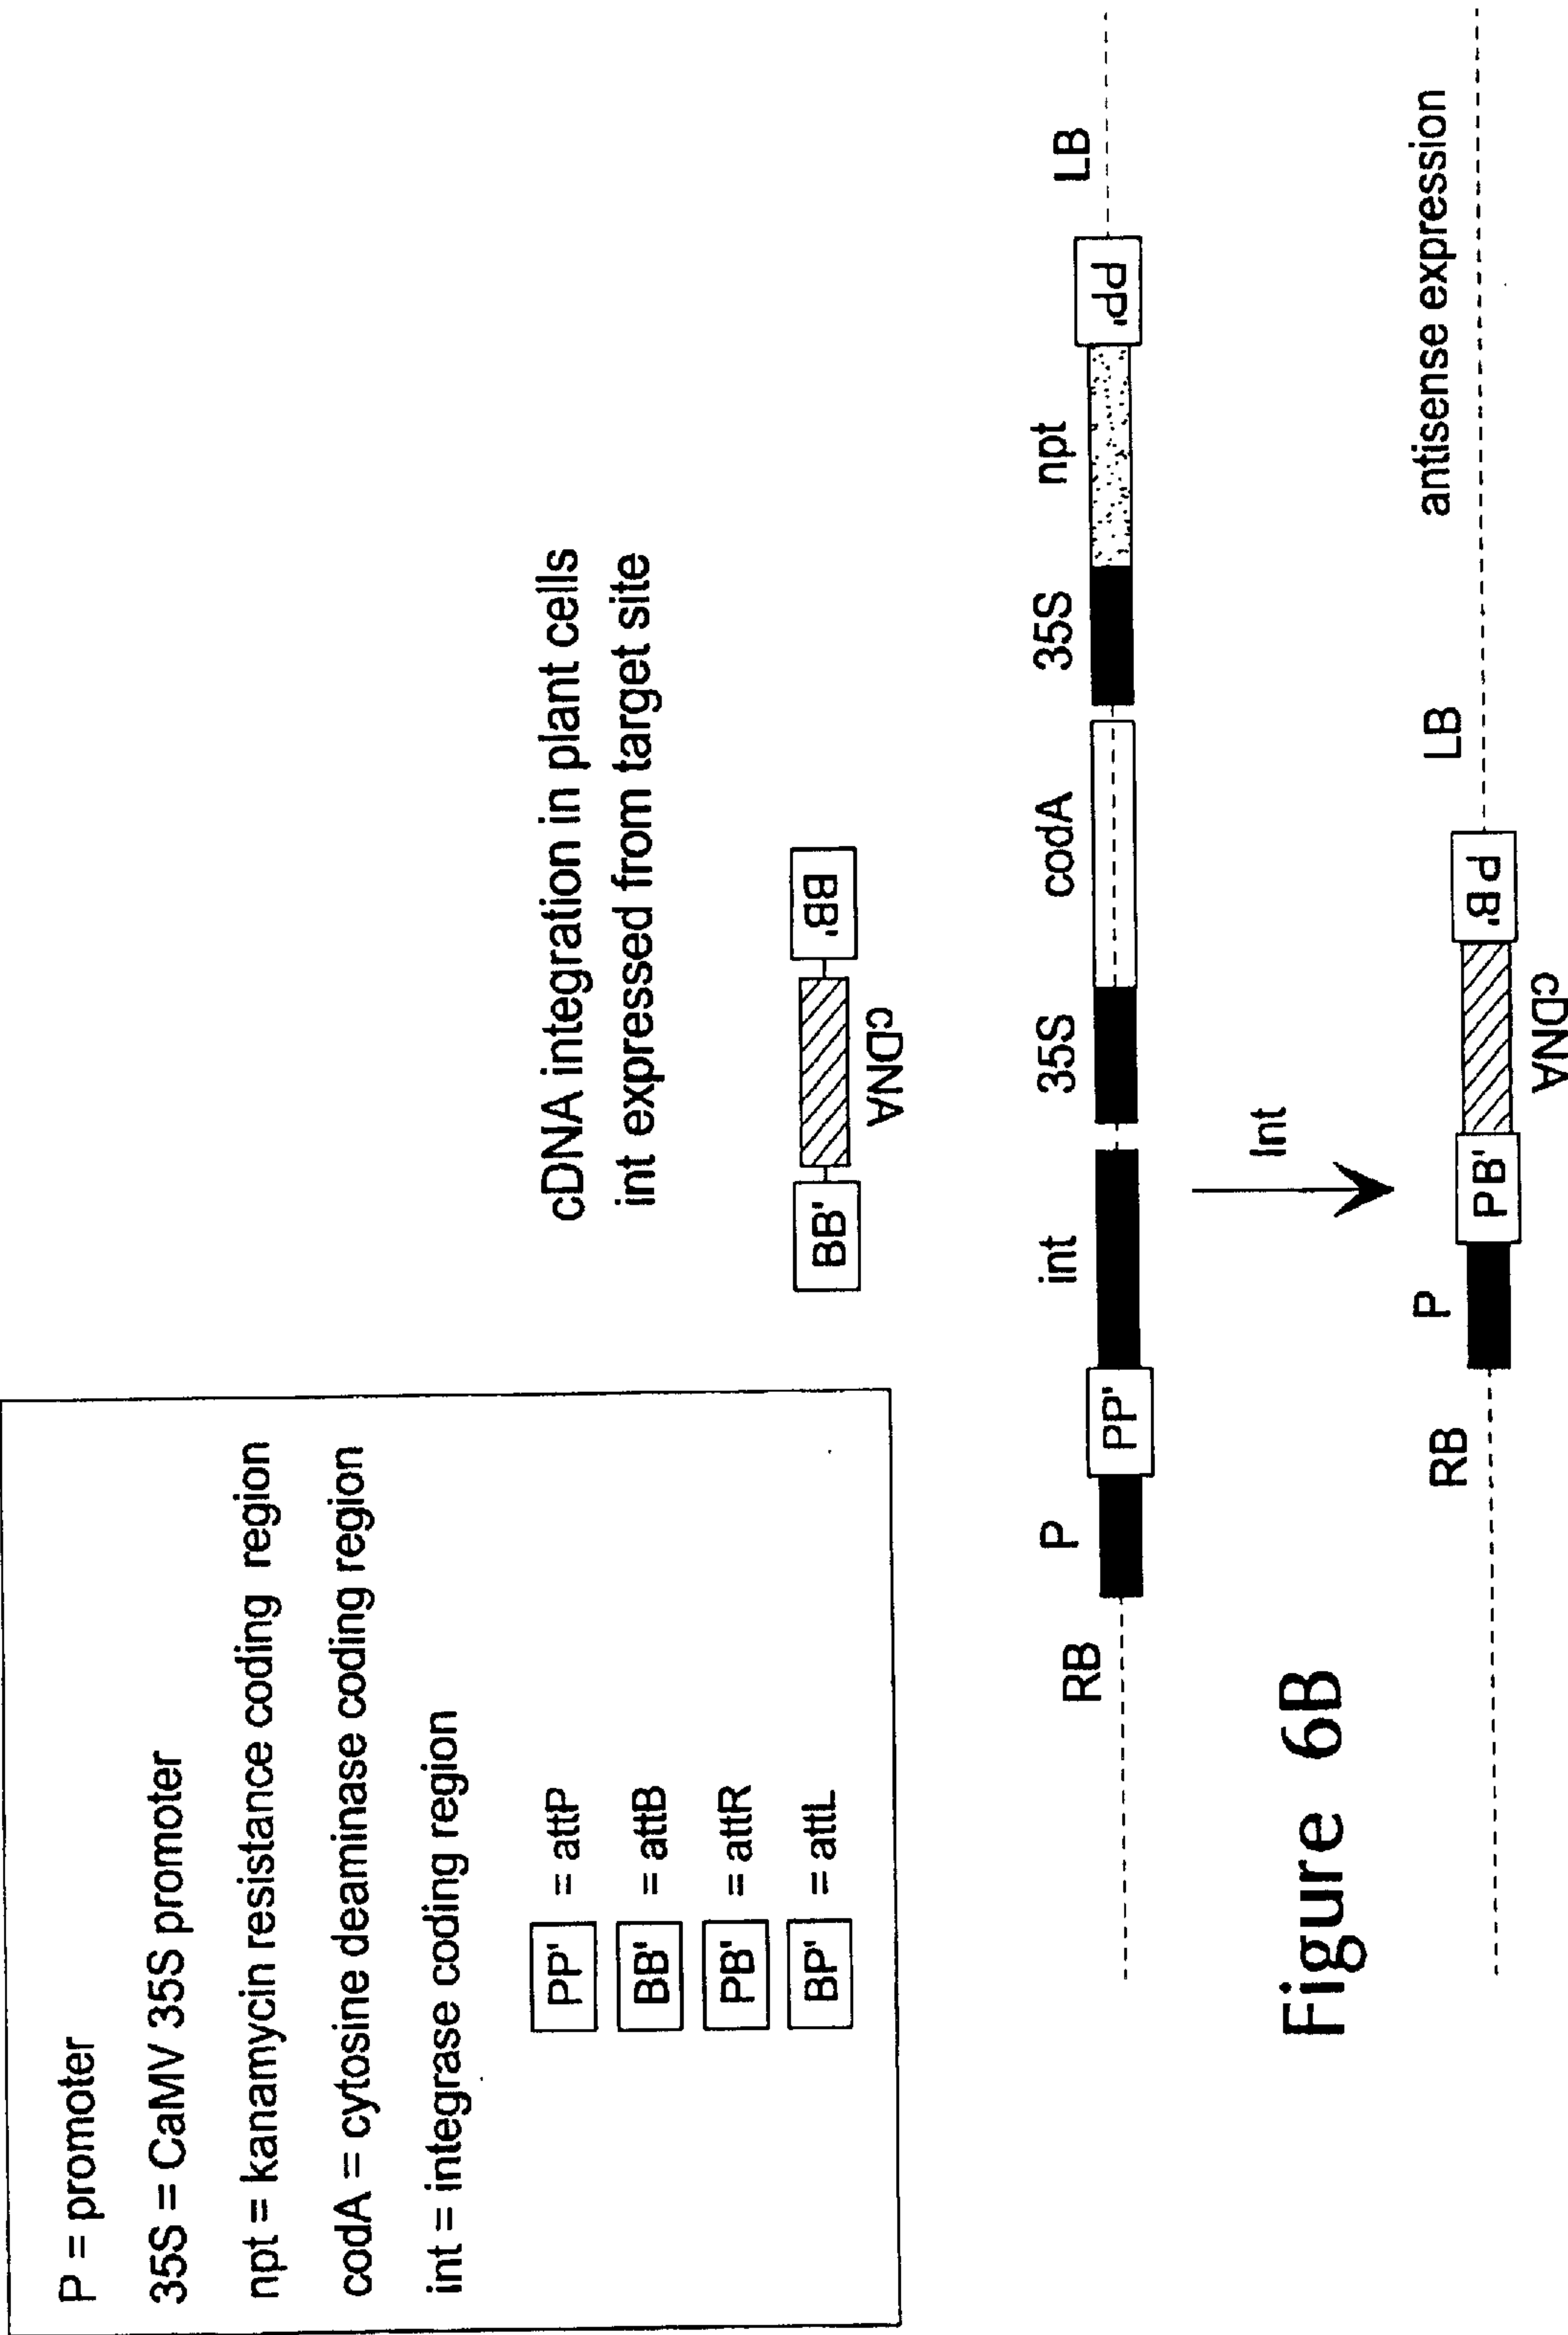 P = promoter
35S = CaMV 35S promoter
npt = kanamycin resistance coding region
codA = cytosine deaminase coding region
int = integrase coding region
PP' = attP
BB' = attB
PB' = attR
BP' = attL
cDNA integration in plant cells
int expressed from target site
BB' BB'
cDNA
RB P int 35S codA 35S npt LB
PP' PP'
Int
Figure 6B
RB P LB antisense expression
PB' PB'
cDNA